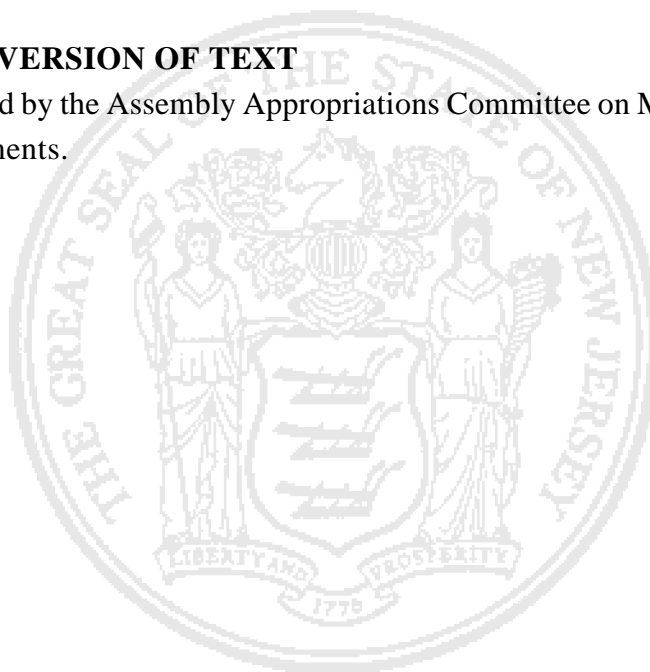 VERSION OF TEXT
d by the Assembly Appropriations Committee on M
nents.
THE GREAT SEAL OF THE STATE OF NEW JERSEY
LIBERTY AND PROSPERITY
1776